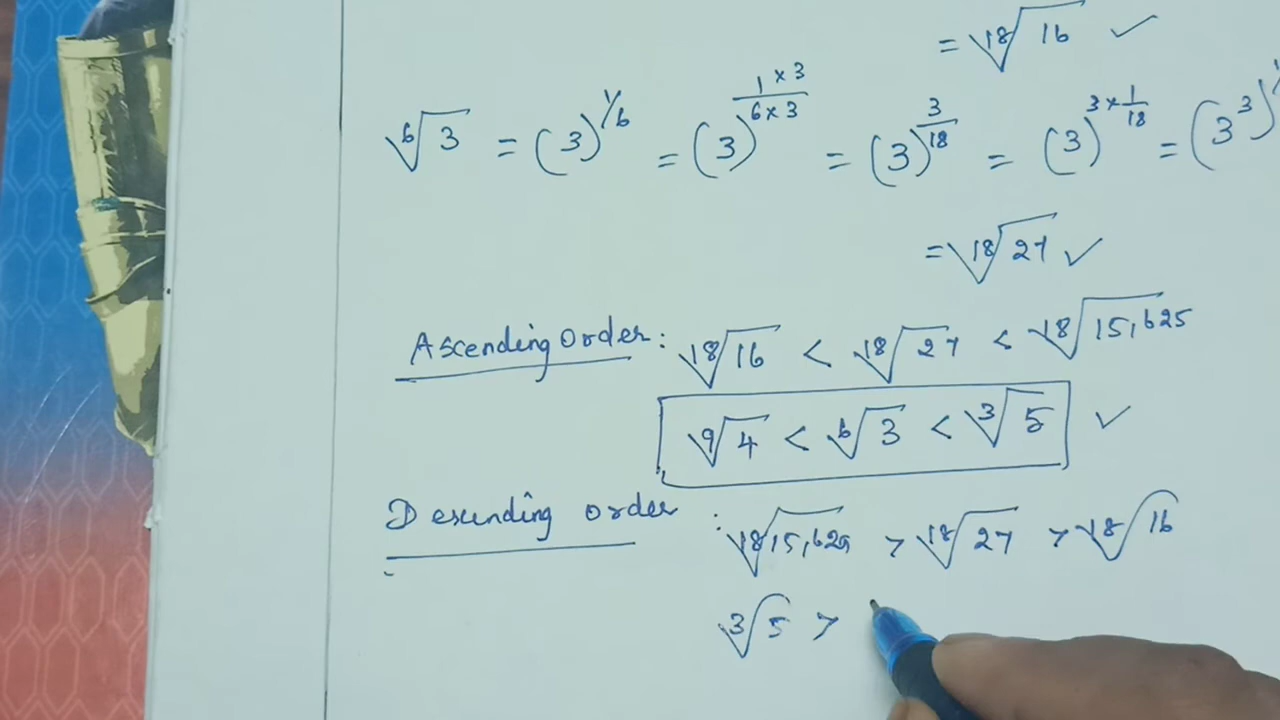 = ¹⁸√16 ✓
⁶√3 = (3)^(1/6) = (3)^((1×3)/(6×3)) = (3)^(3/18) = (3)^(3×1/18) = (3³)^(1/
= ¹⁸√27 ✓
Ascending order : ¹⁸√16 < ¹⁸√27 < ¹⁸√15,625
⁹√4 < ⁶√3 < ³√5 ✓
Descending order : ¹⁸√15,625 > ¹⁸√27 > ¹⁸√16
³√5 >